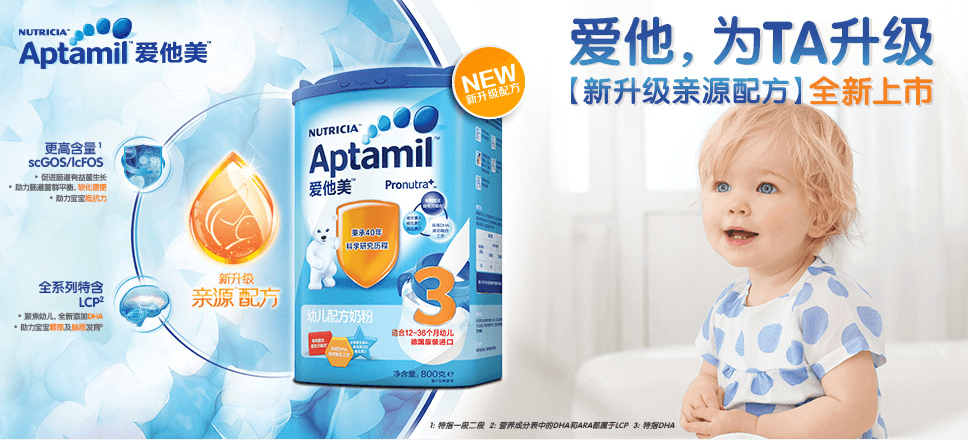 NUTRICIA™
Aptamil™ 爱他美™
爱他，为TA升级
【新升级亲源配方】全新上市
NEW
新升级配方
更高含量¹
scGOS/lcFOS
• 促进肠道有益菌生长
• 助力肠道菌群平衡，软化便便
• 助力宝宝抵抗力
新升级
亲源 配方
全系列特含
LCP²
• 聚焦幼儿，全新添加DHA
• 助力宝宝眼部及脑部发育³
NUTRICIA™
Aptamil™
爱他美™
Pronutra+™
秉承40年
科学研究历程
3
幼儿配方奶粉
适合12-36个月幼儿
德国原装进口
净含量：800克℮
1: 特指一段二段 2: 营养成分表中的DHA和ARA都属于LCP 3: 特指DHA